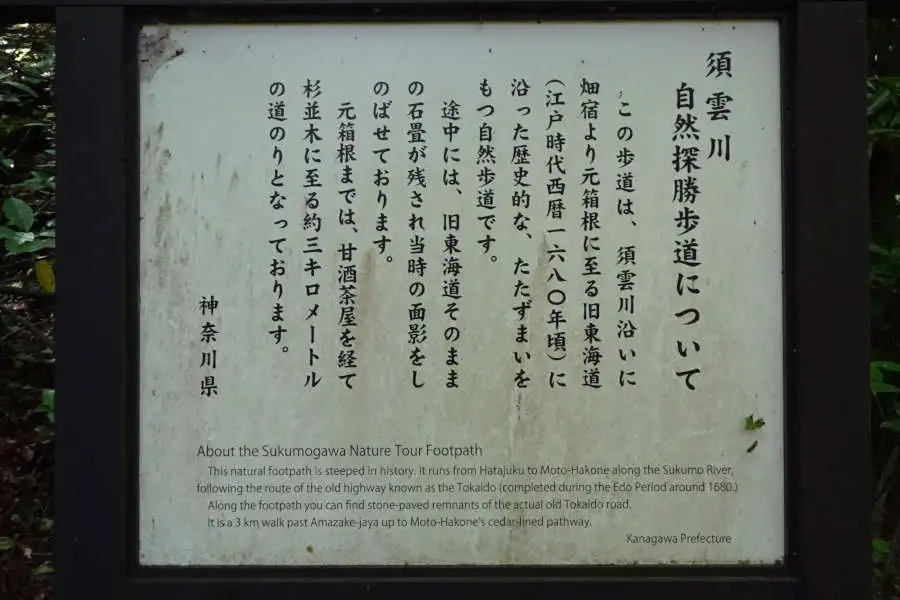 須雲川
自然探勝歩道について
この歩道は、須雲川沿いに
畑宿より元箱根に至る旧東海道
(江戸時代西暦一六八〇年頃)に
沿った歴史的な、たたずまいを
もつ自然歩道です。
途中には、旧東海道そのまま
の石畳が残され当時の面影をし
のばせております。
元箱根までは、甘酒茶屋を経て
杉並木に至る約三キロメートル
の道のりとなっております。
神奈川県
About the Sukumogawa Nature Tour Footpath
This natural footpath is steeped in history. It runs from Hatajuku to Moto-Hakone along the Sukumo River,
following the route of the old highway known as the Tokaido (completed during the Edo Period around 1680.)
Along the footpath you can find stone-paved remnants of the actual old Tokaido road.
It is a 3 km walk past Amazake-jaya up to Moto-Hakone's cedar-lined pathway.
Kanagawa Prefecture